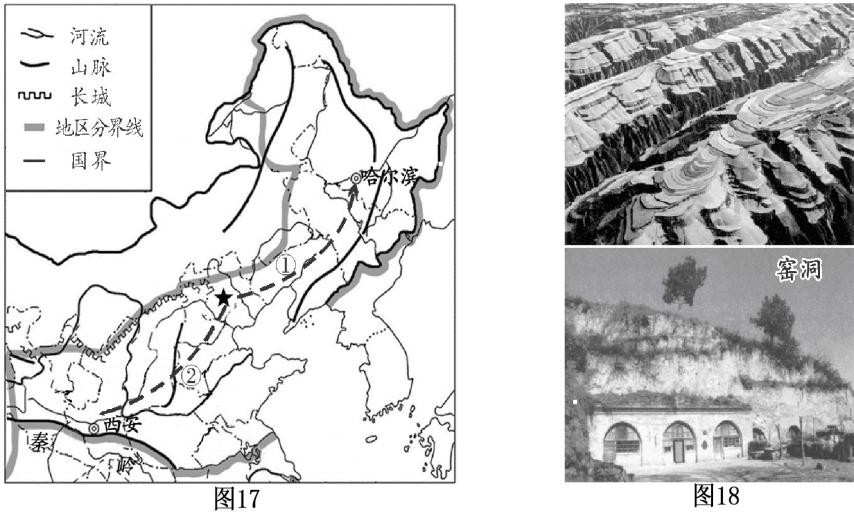 河流
山脉
长城
地区分界线
国界
哈尔滨
①
②
西安
秦
岭
图17
窑洞
图18